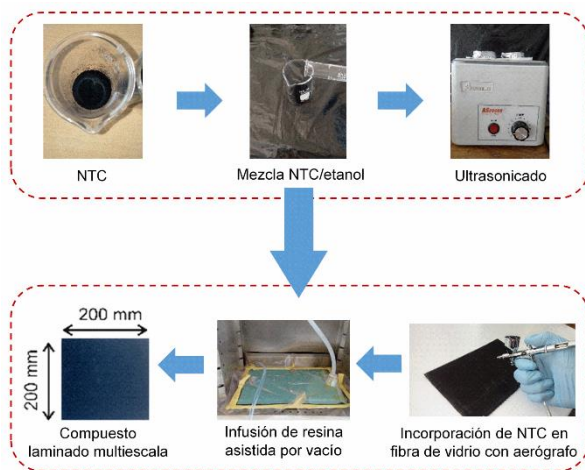 NTC
Mezcla NTC/etanol
Ultrasonicado
200 mm
200 mm
Compuesto
laminado multiescala
Infusión de resina
asistida por vacío
Incorporación de NTC en
fibra de vidrio con aerógrafo